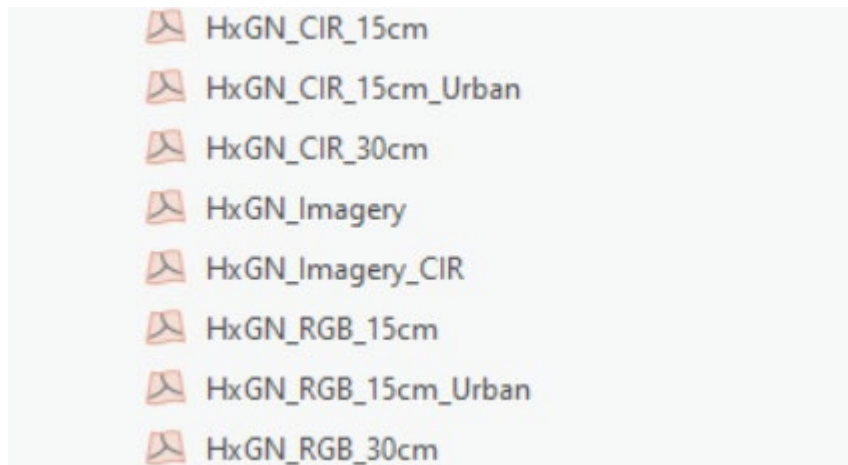 HxGN_CIR_15cm
HxGN_CIR_15cm_Urban
HxGN_CIR_30cm
HxGN_Imagery
HxGN_Imagery_CIR
HxGN_RGB_15cm
HxGN_RGB_15cm_Urban
HxGN_RGB_30cm